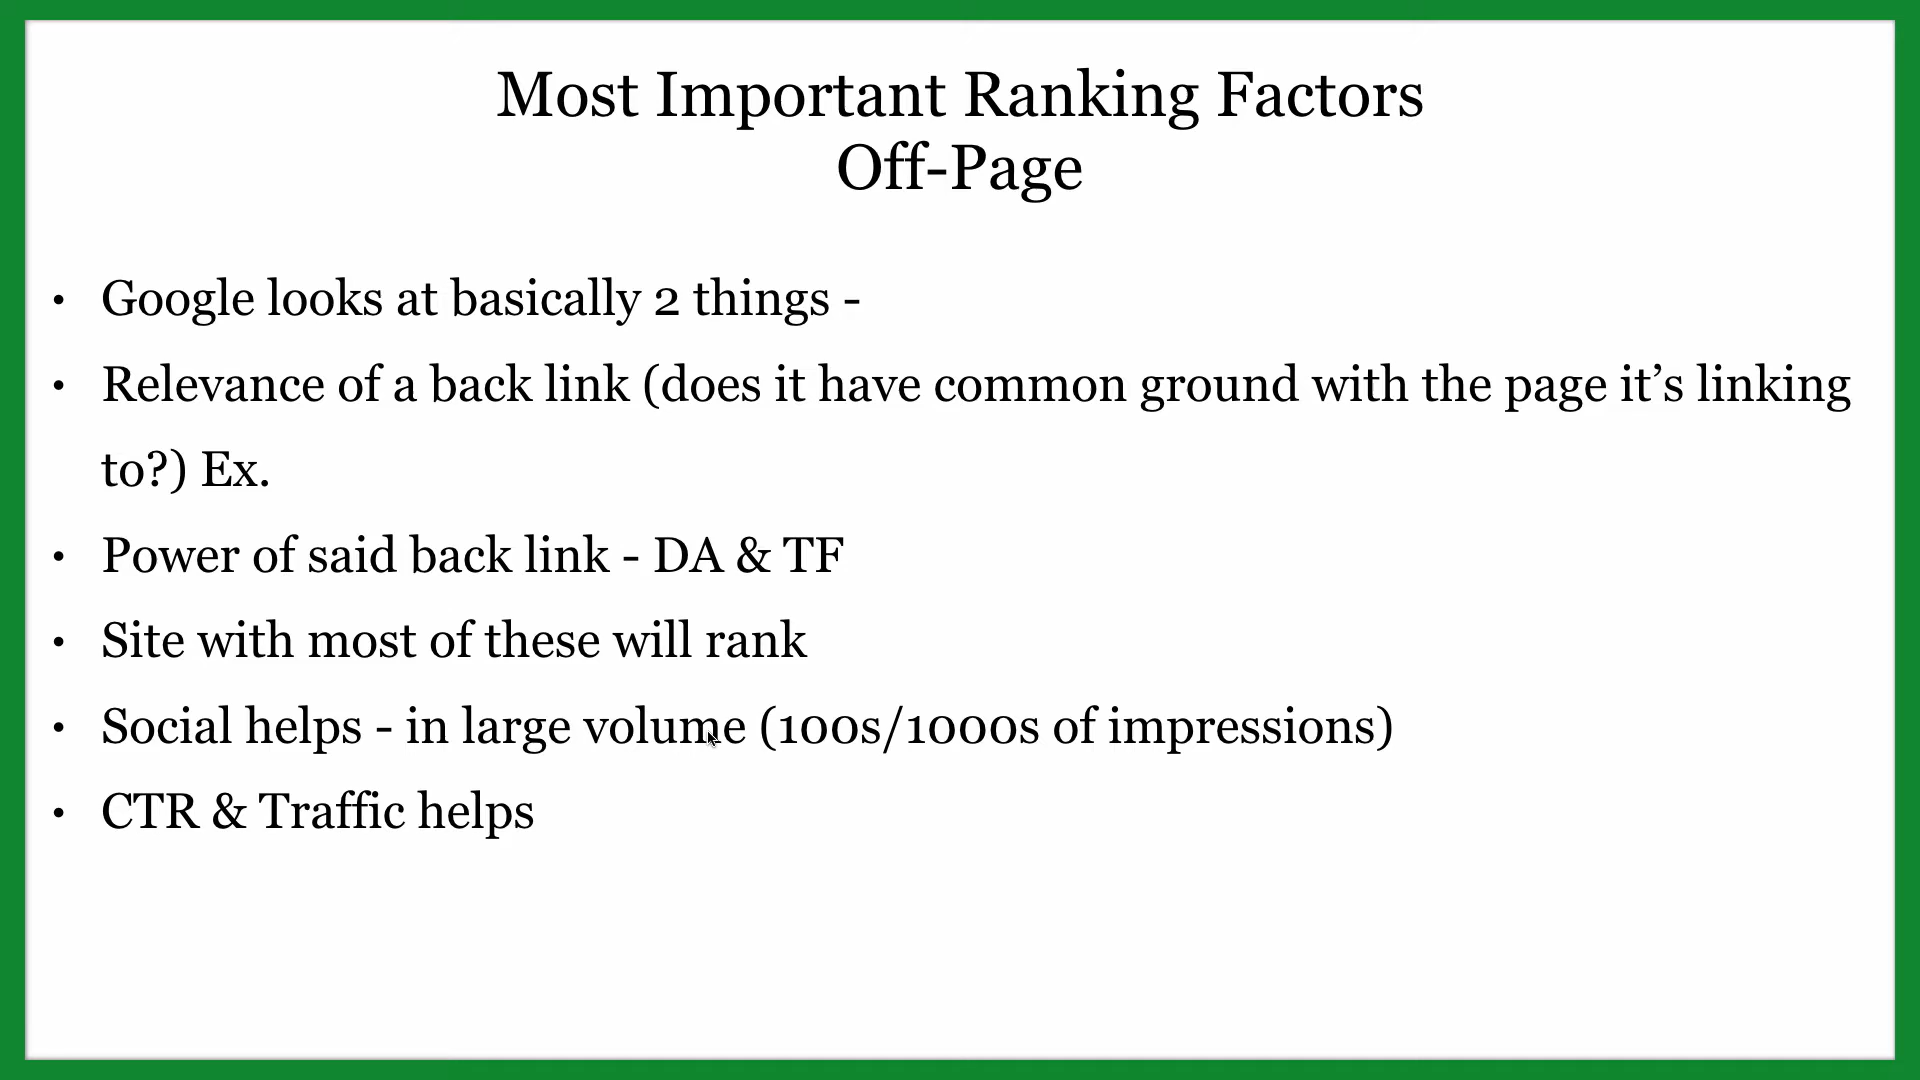 Most Important Ranking Factors
Off-Page
• Google looks at basically 2 things -
• Relevance of a back link (does it have common ground with the page it’s linking
to?) Ex.
• Power of said back link - DA & TF
• Site with most of these will rank
• Social helps - in large volume (100s/1000s of impressions)
• CTR & Traffic helps